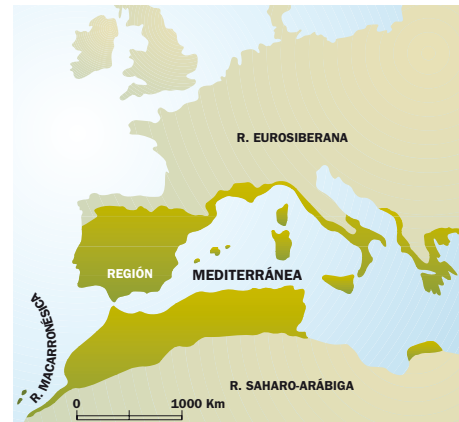 R. EUROSIBERANA
REGIÓN
MEDITERRÁNEA
R. MACARRONÉSICA
R. SAHARO-ARÁBIGA
0
1000 Km